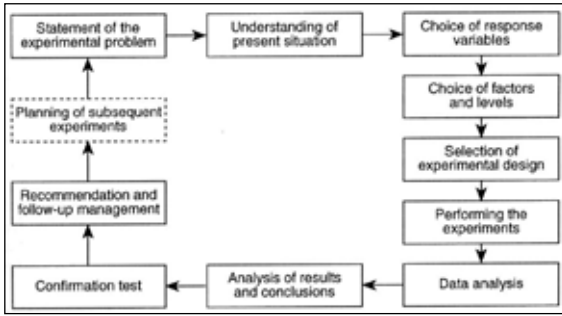 Statement of the
experimental problem
Understanding of
present situation
Choice of response
variables
Choice of factors
and levels
Selection of
experimental design
Performing the
experiments
Data analysis
Analysis of results
and conclusions
Confirmation test
Recommendation and
follow-up management
Planning of subsequent
experiments